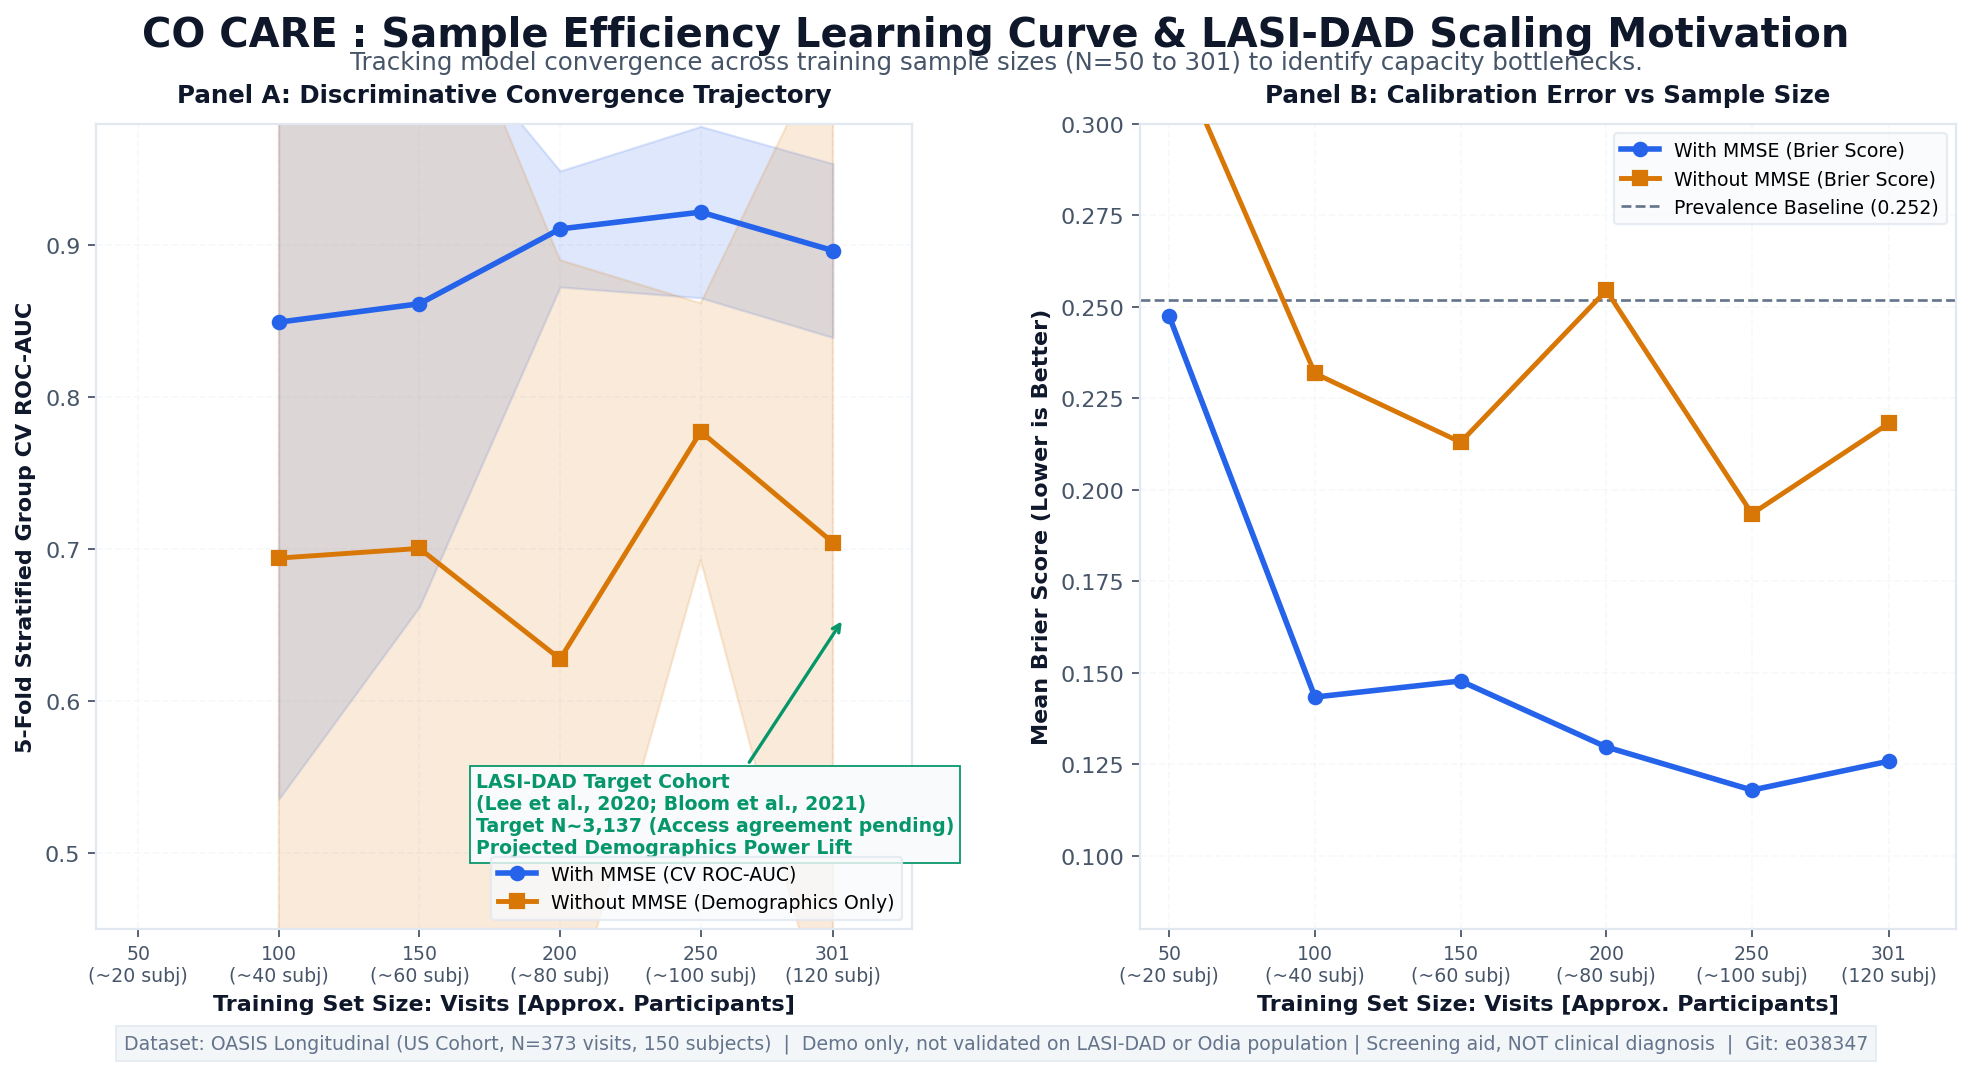 CO CARE : Sample Efficiency Learning Curve & LASI-DAD Scaling Motivation
Tracking model convergence across training sample sizes (N=50 to 301) to identify capacity bottlenecks.
Panel A: Discriminative Convergence Trajectory
5-Fold Stratified Group CV ROC-AUC
0.9
0.8
0.7
0.6
0.5
LASI-DAD Target Cohort
(Lee et al., 2020; Bloom et al., 2021)
Target N~3,137 (Access agreement pending)
Projected Demographics Power Lift
With MMSE (CV ROC-AUC)
Without MMSE (Demographics Only)
50 100 150 200 250 301
(~20 subj) (~40 subj) (~60 subj) (~80 subj) (~100 subj) (120 subj)
Training Set Size: Visits [Approx. Participants]
Panel B: Calibration Error vs Sample Size
Mean Brier Score (Lower is Better)
0.300
0.275
0.250
0.225
0.200
0.175
0.150
0.125
0.100
With MMSE (Brier Score)
Without MMSE (Brier Score)
Prevalence Baseline (0.252)
50 100 150 200 250 301
(~20 subj) (~40 subj) (~60 subj) (~80 subj) (~100 subj) (120 subj)
Training Set Size: Visits [Approx. Participants]
Dataset: OASIS Longitudinal (US Cohort, N=373 visits, 150 subjects) | Demo only, not validated on LASI-DAD or Odia population | Screening aid, NOT clinical diagnosis | Git: e038347